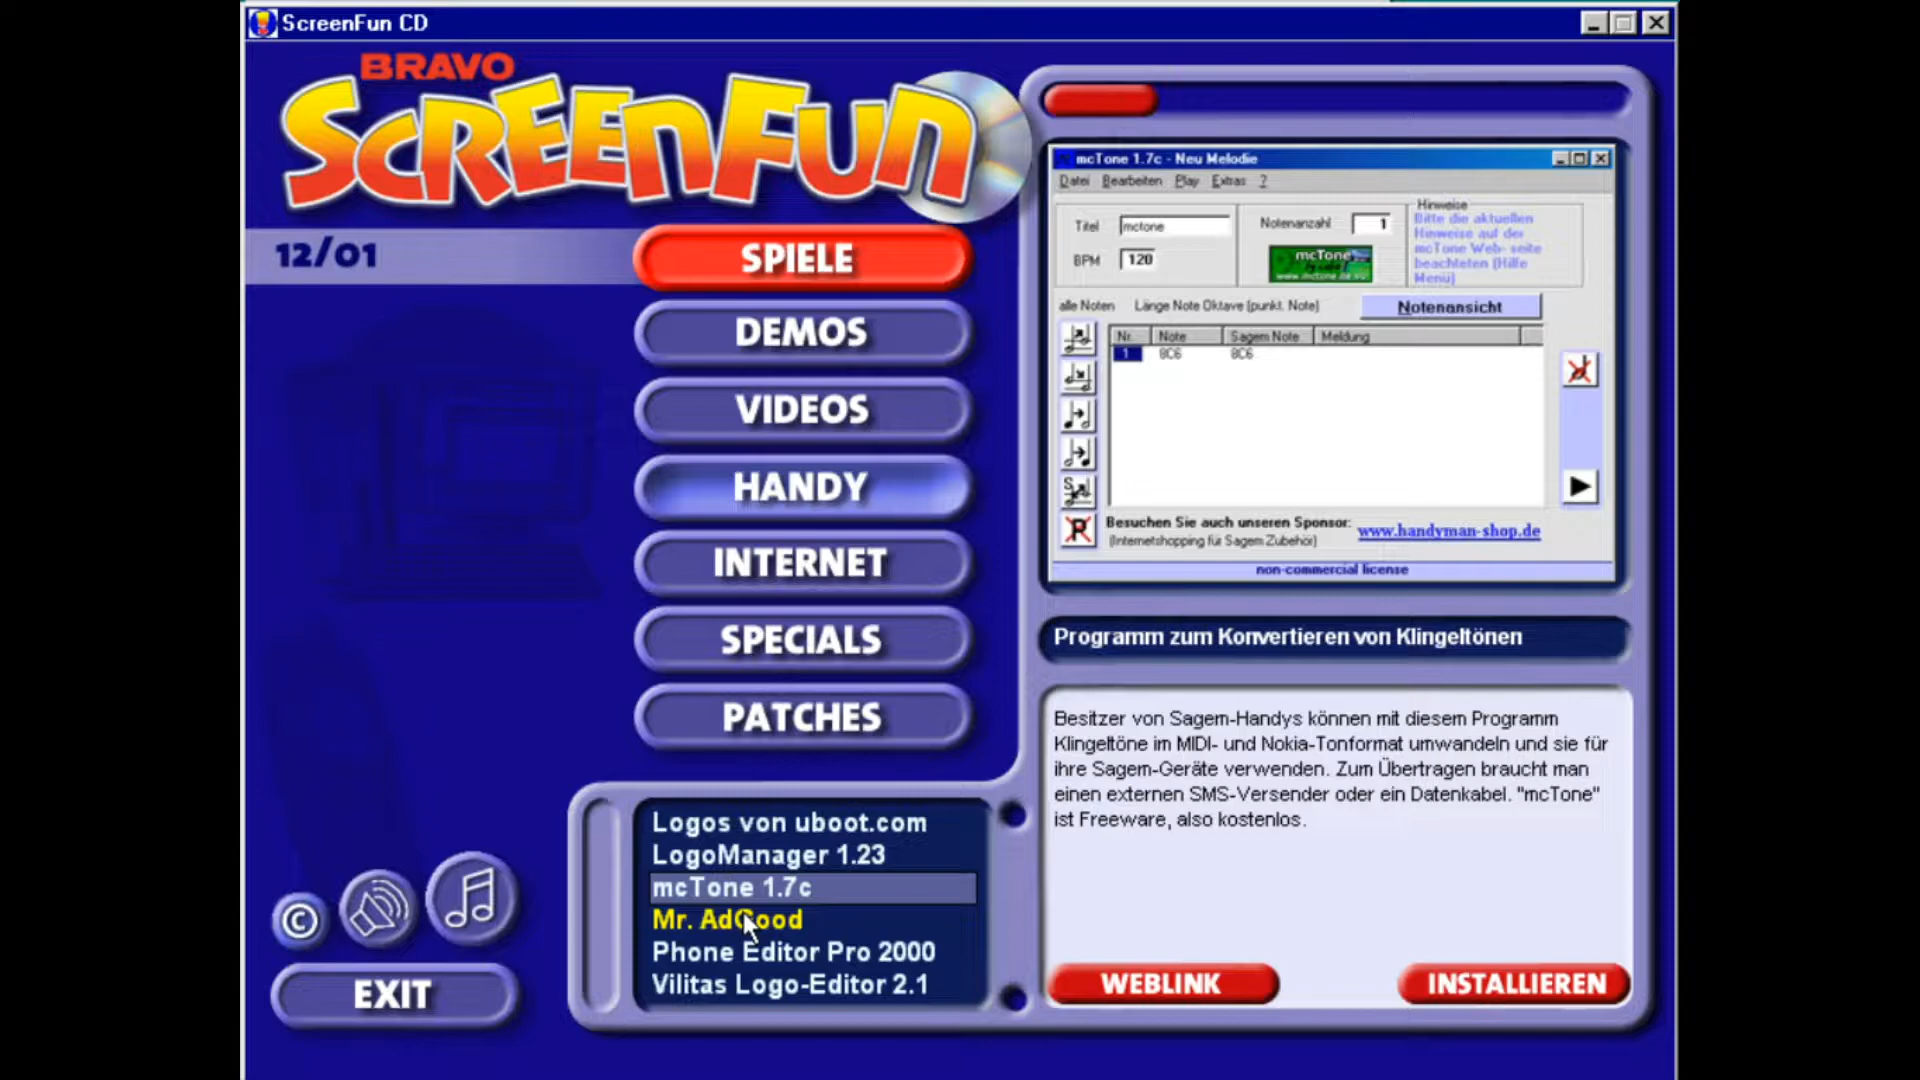 ScreenFun CD
BRAVO
SCREENFUN
12/01
SPIELE
DEMOS
VIDEOS
HANDY
INTERNET
SPECIALS
PATCHES
Logos von uboot.com
LogoManager 1.23
mcTone 1.7c
Mr. AdGood
Phone Editor Pro 2000
Vilitas Logo-Editor 2.1
©
EXIT
mcTone 1.7c - Neu Melodie
Datei Bearbeiten Play Extras ?
Titel mctone
BPM 120
Notenanzahl 1
mcTone
Hinweise
Bitte die aktuellen
Hinweise auf der
mcTone Web- seite
beachteten (Hilfe
Menü)
alle Noten Länge Note Oktave (punkt. Note) Notenansicht
Nr. Note Sagem Note Meldung
1 8C6 8C6
Besuchen Sie auch unseren Sponsor: www.handyman-shop.de
(Internetshopping für Sagem Zubehör)
non-commercial license
Programm zum Konvertieren von Klingeltönen
Besitzer von Sagem-Handys können mit diesem Programm
Klingeltöne im MIDI- und Nokia-Tonformat umwandeln und sie für
ihre Sagem-Geräte verwenden. Zum Übertragen braucht man
einen externen SMS-Versender oder ein Datenkabel. "mcTone"
ist Freeware, also kostenlos.
WEBLINK
INSTALLIEREN